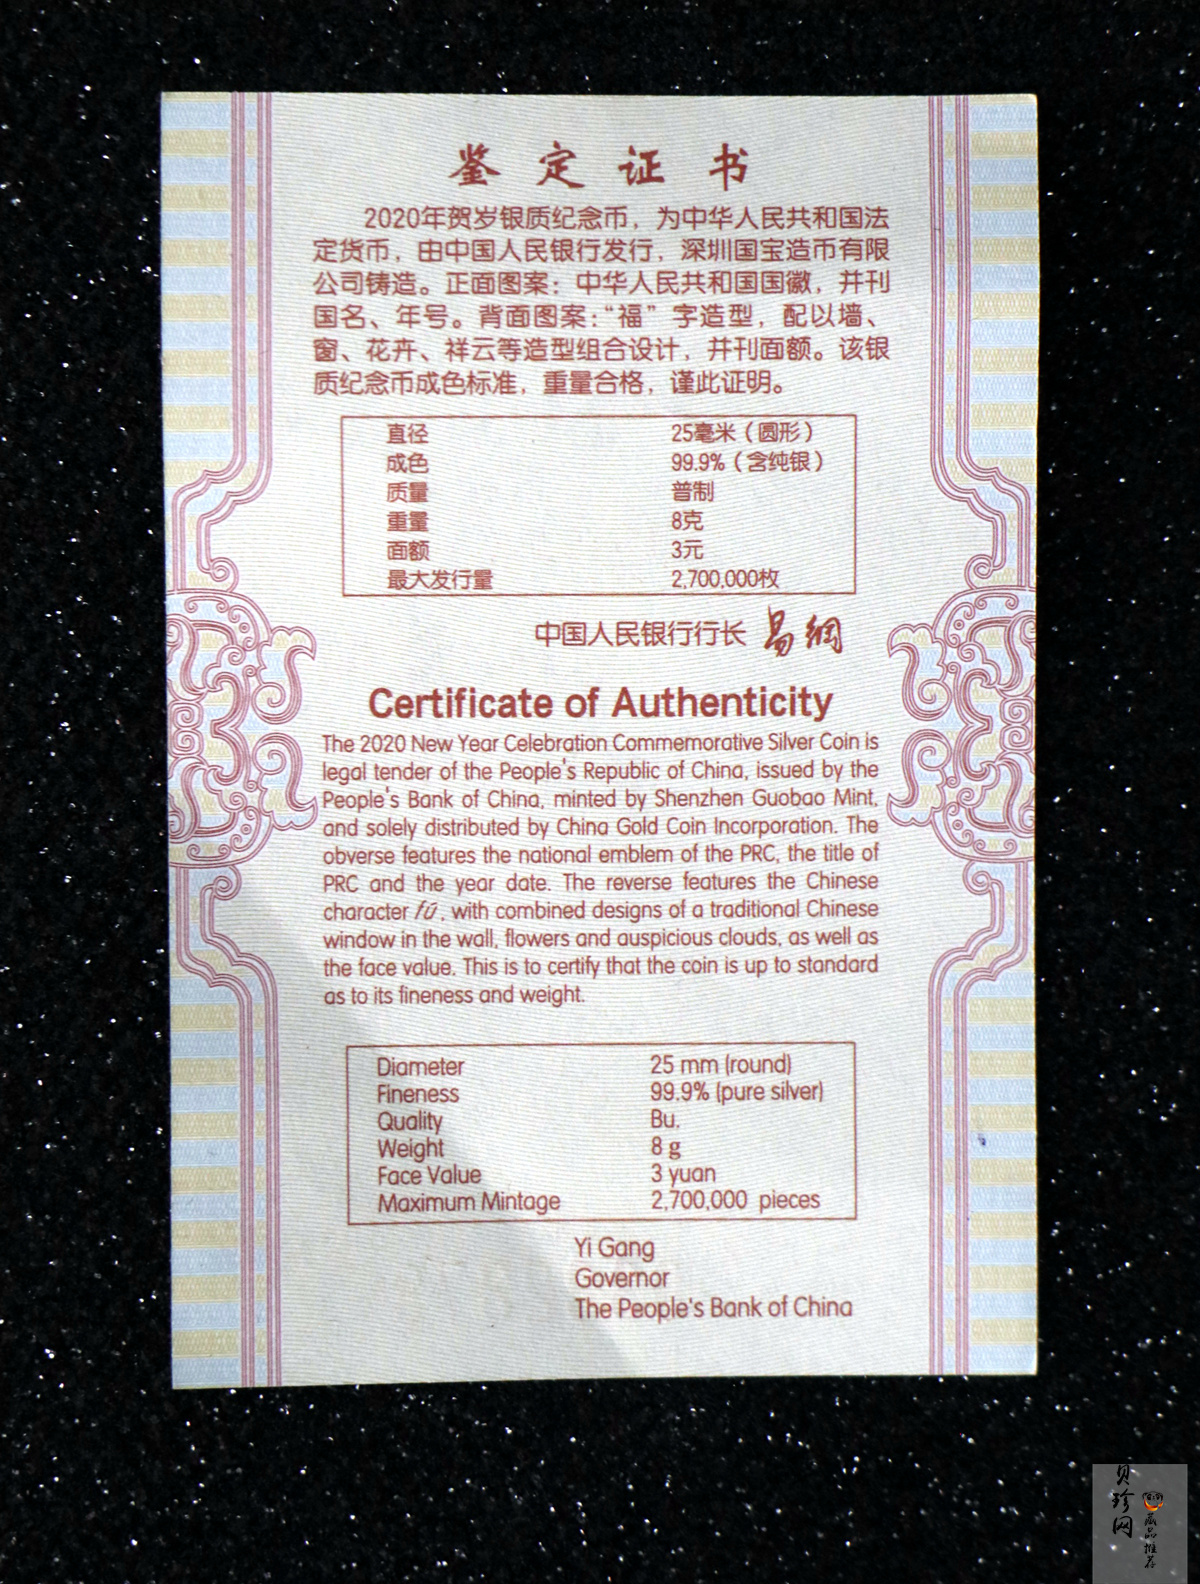 鉴定证书
2020年贺岁银质纪念币，为中华人民共和国法
定货币，由中国人民银行发行，深圳国宝造币有限
公司铸造。正面图案：中华人民共和国国徽，并刊
国名、年号。背面图案：“福”字造型，配以墙、
窗、花卉、祥云等造型组合设计，并刊面额。该银
质纪念币成色标准，重量合格，谨此证明。
直径 25毫米（圆形）
成色 99.9%（含纯银）
质量 普制
重量 8克
面额 3元
最大发行量 2,700,000枚
中国人民银行行长 易纲
Certificate of Authenticity
The 2020 New Year Celebration Commemorative Silver Coin is
legal tender of the People's Republic of China, issued by the
People's Bank of China, minted by Shenzhen Guobao Mint,
and solely distributed by China Gold Coin Incorporation. The
obverse features the national emblem of the PRC, the title of
PRC and the year date. The reverse features the Chinese
character fú, with combined designs of a traditional Chinese
window in the wall, flowers and auspicious clouds, as well as
the face value. This is to certify that the coin is up to standard
as to its fineness and weight.
Diameter 25 mm (round)
Fineness 99.9% (pure silver)
Quality Bu.
Weight 8 g
Face Value 3 yuan
Maximum Mintage 2,700,000 pieces
Yi Gang
Governor
The People's Bank of China
贝珍网
藏品推荐